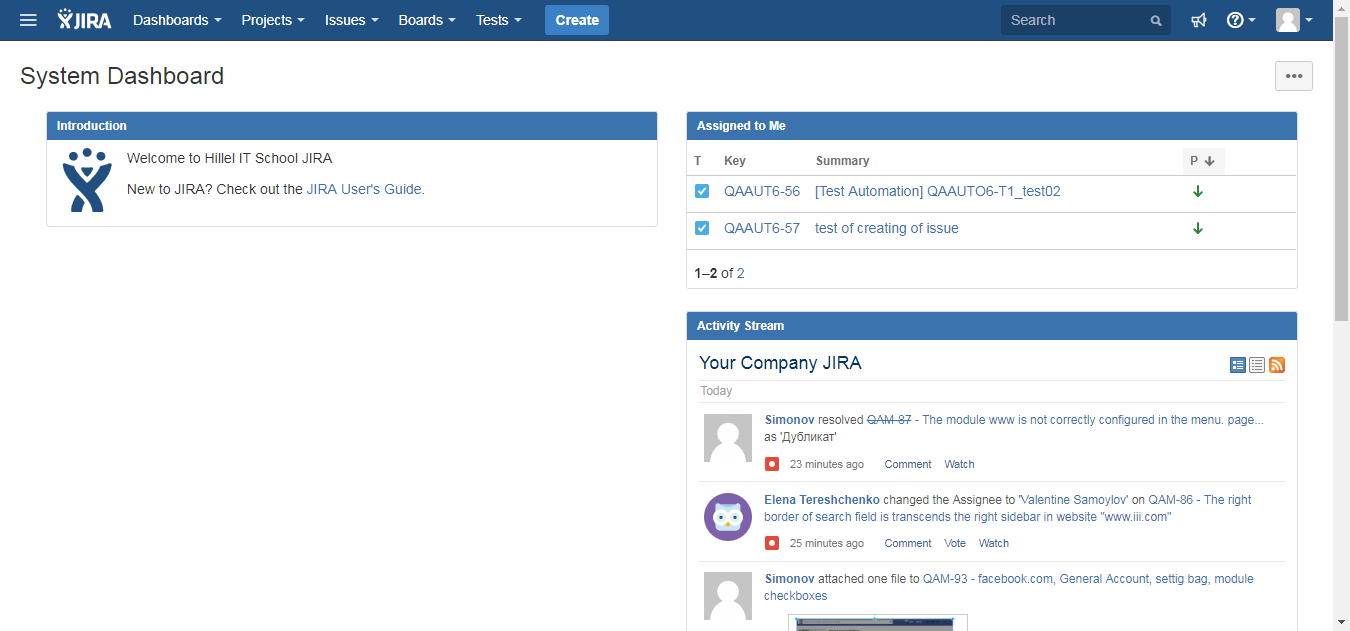 JIRA Dashboards Projects Issues Boards Tests Create Search
System Dashboard
Introduction
Welcome to Hillel IT School JIRA
New to JIRA? Check out the JIRA User's Guide.
Assigned to Me
T Key Summary P
QAAUT6-56 [Test Automation] QAAUTO6-T1_test02
QAAUT6-57 test of creating of issue
1–2 of 2
Activity Stream
Your Company JIRA
Today
Simonov resolved QAM-87 - The module www is not correctly configured in the menu. page...
as 'Дубликат'
23 minutes ago Comment Watch
Elena Tereshchenko changed the Assignee to 'Valentine Samoylov' on QAM-86 - The right
border of search field is transcends the right sidebar in website "www.iii.com"
25 minutes ago Comment Vote Watch
Simonov attached one file to QAM-93 - facebook.com, General Account, settig bag, module
checkboxes